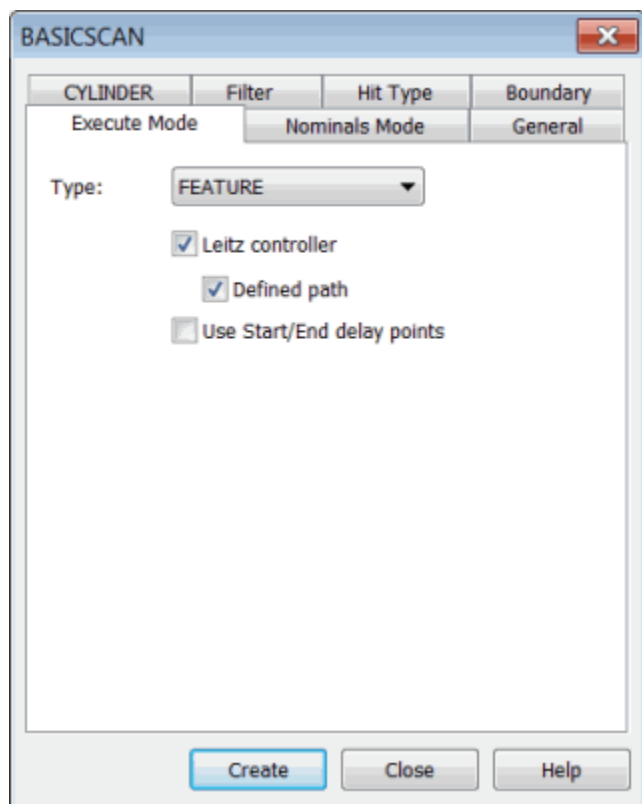 BASICSCAN
CYLINDER Filter Hit Type Boundary
Execute Mode Nominals Mode General
Type: FEATURE
Leitz controller
Defined path
Use Start/End delay points
Create Close Help